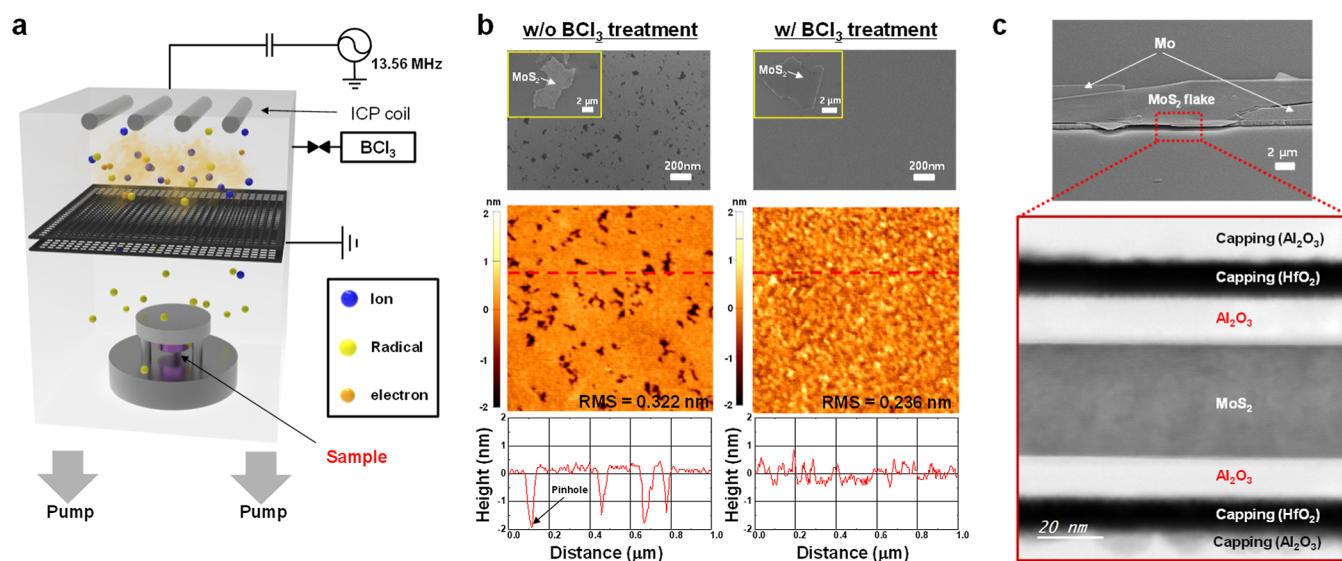 a
13.56 MHz
ICP coil
BCl₃
Ion
Radical
electron
Sample
Pump
Pump
b
w/o BCl₃ treatment
w/ BCl₃ treatment
MoS₂
2 μm
200nm
MoS₂
2 μm
200nm
nm
2
1
0
-1
-2
RMS = 0.322 nm
nm
2
1
0
-1
-2
RMS = 0.236 nm
Height (nm)
2
1
0
-1
-2
Pinhole
0.0 0.2 0.4 0.6 0.8 1.0
Distance (μm)
Height (nm)
2
1
0
-1
-2
0.0 0.2 0.4 0.6 0.8 1.0
Distance (μm)
c
Mo
MoS₂ flake
2 μm
Capping (Al₂O₃)
Capping (HfO₂)
Al₂O₃
MoS₂
Al₂O₃
Capping (HfO₂)
20 nm
Capping (Al₂O₃)